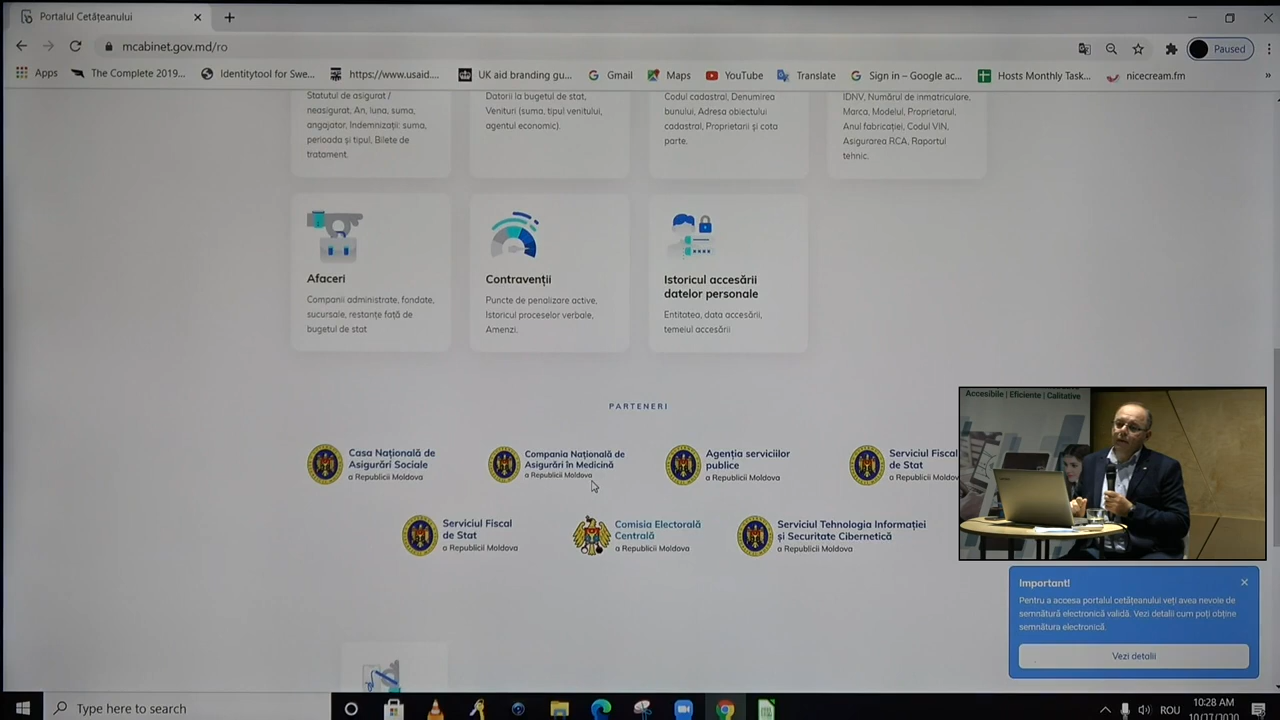 Portalul Cetățeanului
mcabinet.gov.md/ro
Paused
Apps
The Complete 2019...
Identitytool for Swe...
https://www.usaid....
UK aid branding gu...
Gmail
Maps
YouTube
Translate
Sign in – Google ac...
Hosts Monthly Task...
nicecream.fm
»
Statutul de asigurat /
neasigurat, An, luna, suma,
angajator, Indemnizații: suma,
perioada și tipul, Bilete de
tratament.
Datorii la bugetul de stat,
Venituri (suma, tipul venitului,
agentul economic).
Codul cadastral, Denumirea
bunului, Adresa obiectului
cadastral, Proprietarii și cota
parte.
IDNV, Numărul de inmatriculare,
Marca, Modelul, Proprietarul,
Anul fabricației, Codul VIN,
Asigurarea RCA, Raportul
tehnic.
Afaceri
Companii administrate, fondate,
sucursale, restanțe față de
bugetul de stat
Contravenții
Puncte de penalizare active,
Istoricul proceselor verbale,
Amenzi.
Istoricul accesării
datelor personale
Entitatea, data accesării,
temeiul accesării
PARTENERI
Casa Națională de
Asigurări Sociale
a Republicii Moldova
Compania Națională de
Asigurări în Medicină
a Republicii Moldova
Agenția serviciilor
publice
a Republicii Moldova
Serviciul Fiscal
de Stat
a Republicii Moldova
Serviciul Fiscal
de Stat
a Republicii Moldova
Comisia Electorală
Centrală
a Republicii Moldova
Serviciul Tehnologia Informației
și Securitate Cibernetică
a Republicii Moldova
Accesibile | Eficiente | Calitative
Important!
Pentru a accesa portalul cetățeanului veți avea nevoie de
semnătură electronică validă. Vezi detalii cum poți obține
semnătura electronică.
Vezi detalii
Type here to search
ROU
10:28 AM
10/27/2020